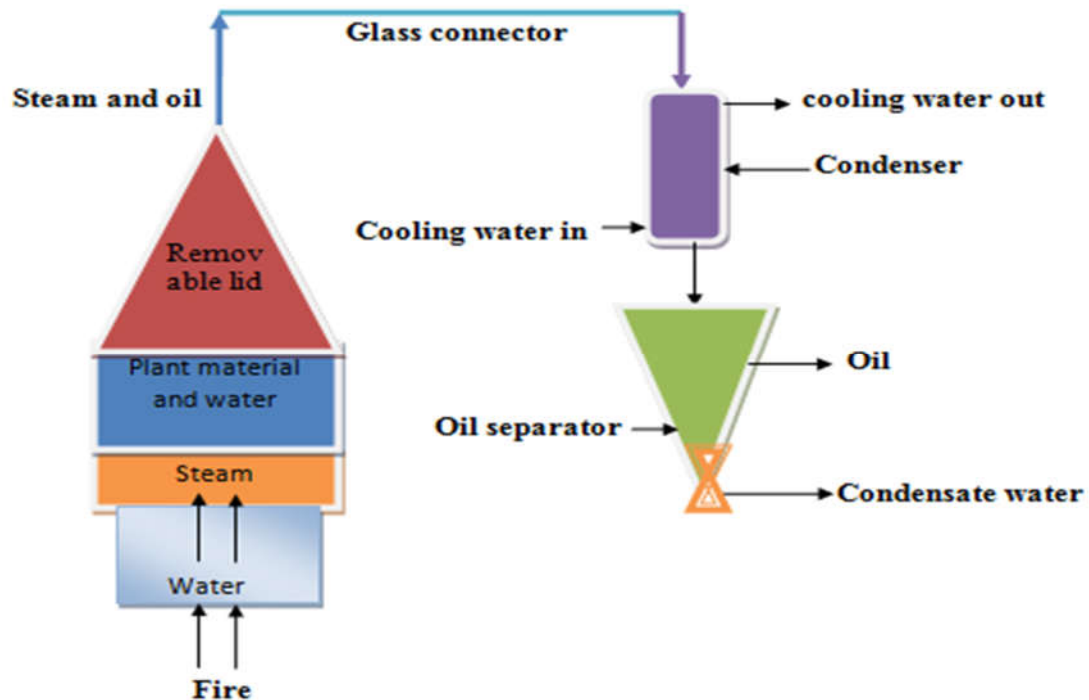 Glass connector
Steam and oil
cooling water out
Condenser
Cooling water in
Remov
able lid
Plant material
and water
Oil
Oil separator
Steam
Condensate water
Water
Fire